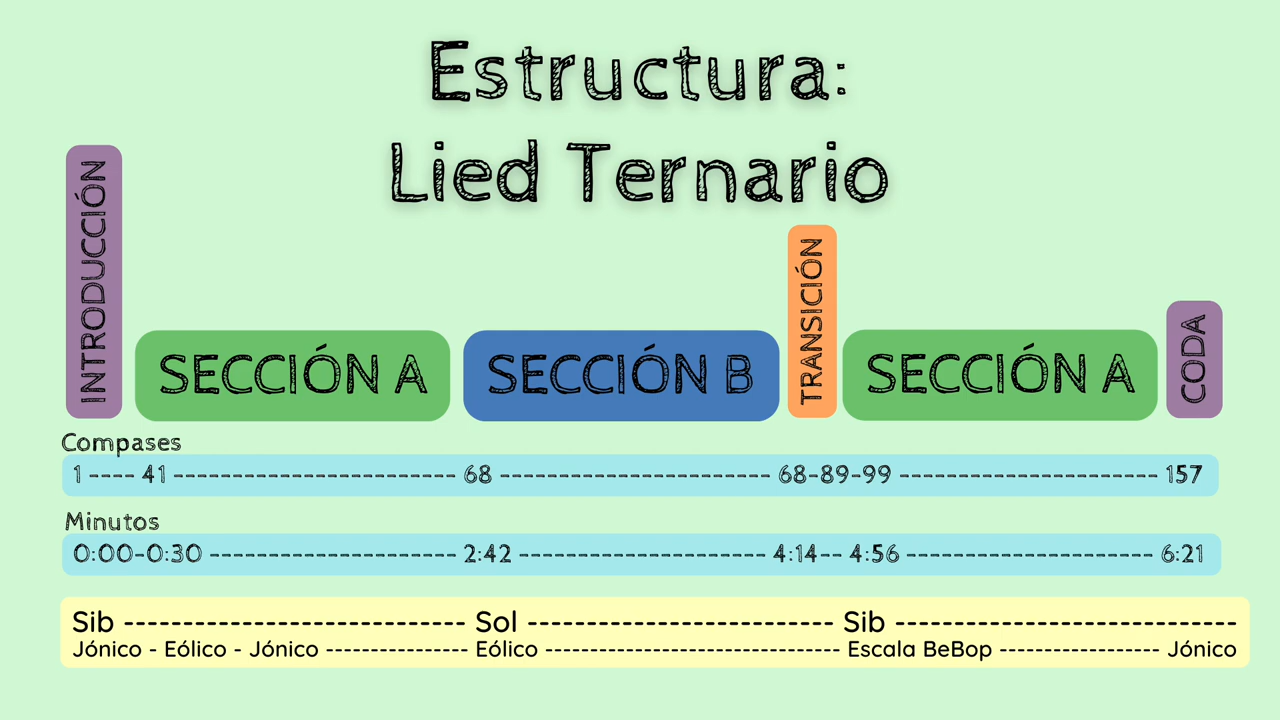 Estructura:
Lied Ternario
INTRODUCCIÓN
SECCIÓN A
SECCIÓN B
TRANSICIÓN
SECCIÓN A
CODA
Compases
1 ---- 41 ------------------------------------ 68 ----------------------------------- 68-89-99 --------------------------------- 157
Minutos
0:00-0:30 -------------------------------- 2:42 -------------------------------- 4:14-- 4:56 -------------------------------- 6:21
Sib ----------------------------- Sol -------------------------- Sib -----------------------------
Jónico - Eólico - Jónico ---------------- Eólico --------------------------------- Escala BeBop ------------------ Jónico